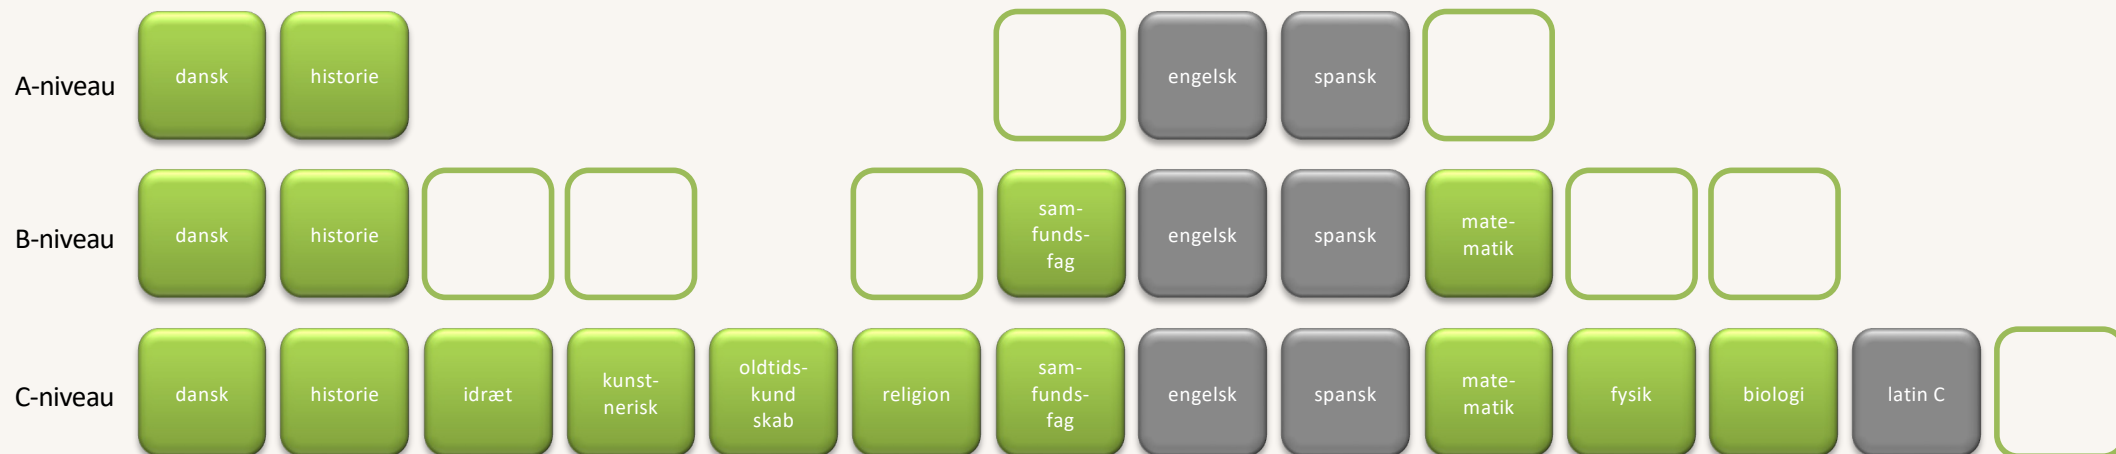 A-niveau
dansk
historie
engelsk
spansk
B-niveau
dansk
historie
sam-
funds-
fag
engelsk
spansk
mate-
matik
C-niveau
dansk
historie
idræt
kunst-
nerisk
oldtids-
kund
skab
religion
sam-
funds-
fag
engelsk
spansk
mate-
matik
fysik
biologi
latin C